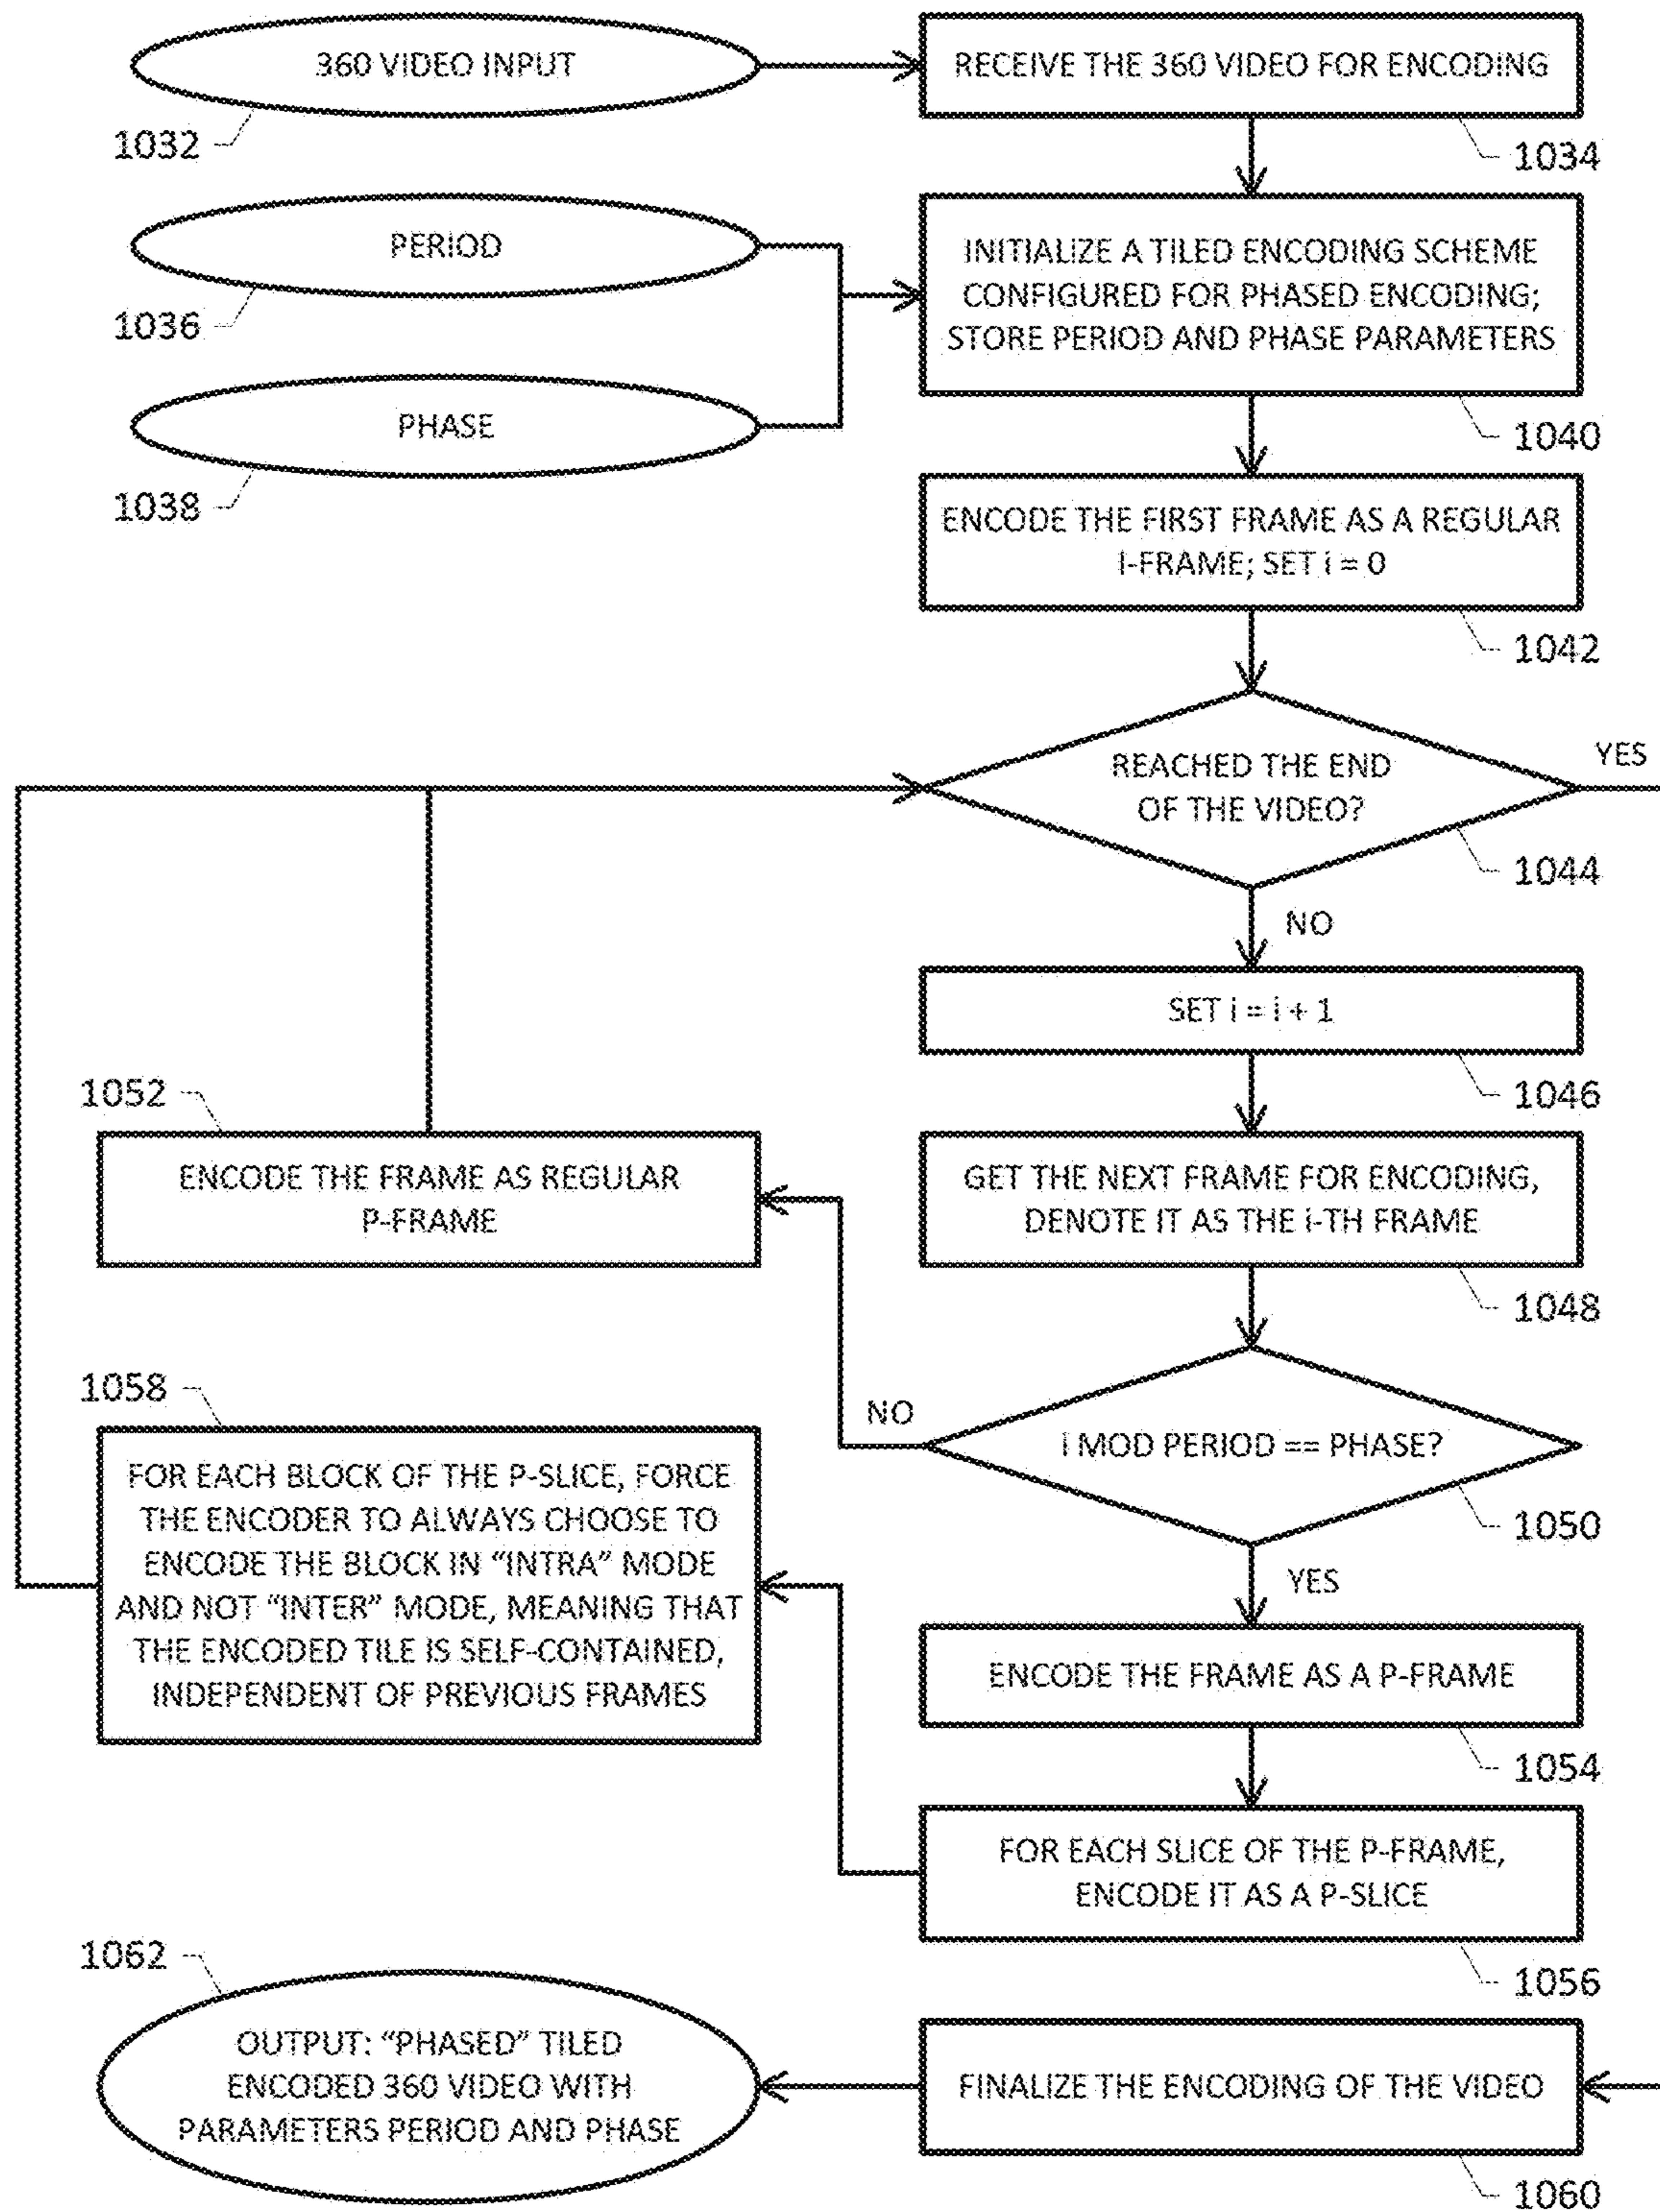 360 VIDEO INPUT
1032
RECEIVE THE 360 VIDEO FOR ENCODING
1034
PERIOD
1036
PHASE
1038
INITIALIZE A TILED ENCODING SCHEME
CONFIGURED FOR PHASED ENCODING;
STORE PERIOD AND PHASE PARAMETERS
1040
ENCODE THE FIRST FRAME AS A REGULAR
I-FRAME; SET i = 0
1042
REACHED THE END
OF THE VIDEO?
YES
1044
NO
SET i = i + 1
1046
1052
ENCODE THE FRAME AS REGULAR
P-FRAME
GET THE NEXT FRAME FOR ENCODING,
DENOTE IT AS THE i-TH FRAME
1048
NO
i MOD PERIOD == PHASE?
1050
YES
1058
FOR EACH BLOCK OF THE P-SLICE, FORCE
THE ENCODER TO ALWAYS CHOOSE TO
ENCODE THE BLOCK IN “INTRA” MODE
AND NOT “INTER” MODE, MEANING THAT
THE ENCODED TILE IS SELF-CONTAINED,
INDEPENDENT OF PREVIOUS FRAMES
ENCODE THE FRAME AS A P-FRAME
1054
FOR EACH SLICE OF THE P-FRAME,
ENCODE IT AS A P-SLICE
1056
1062
OUTPUT: “PHASED” TILED
ENCODED 360 VIDEO WITH
PARAMETERS PERIOD AND PHASE
FINALIZE THE ENCODING OF THE VIDEO
1060